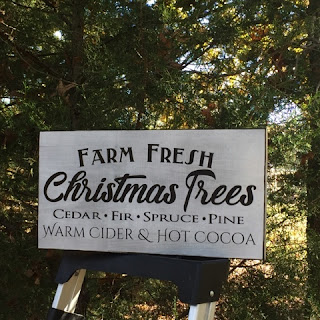 FARM FRESH
Christmas Trees
CEDAR • FIR • SPRUCE • PINE
WARM CIDER & HOT COCOA